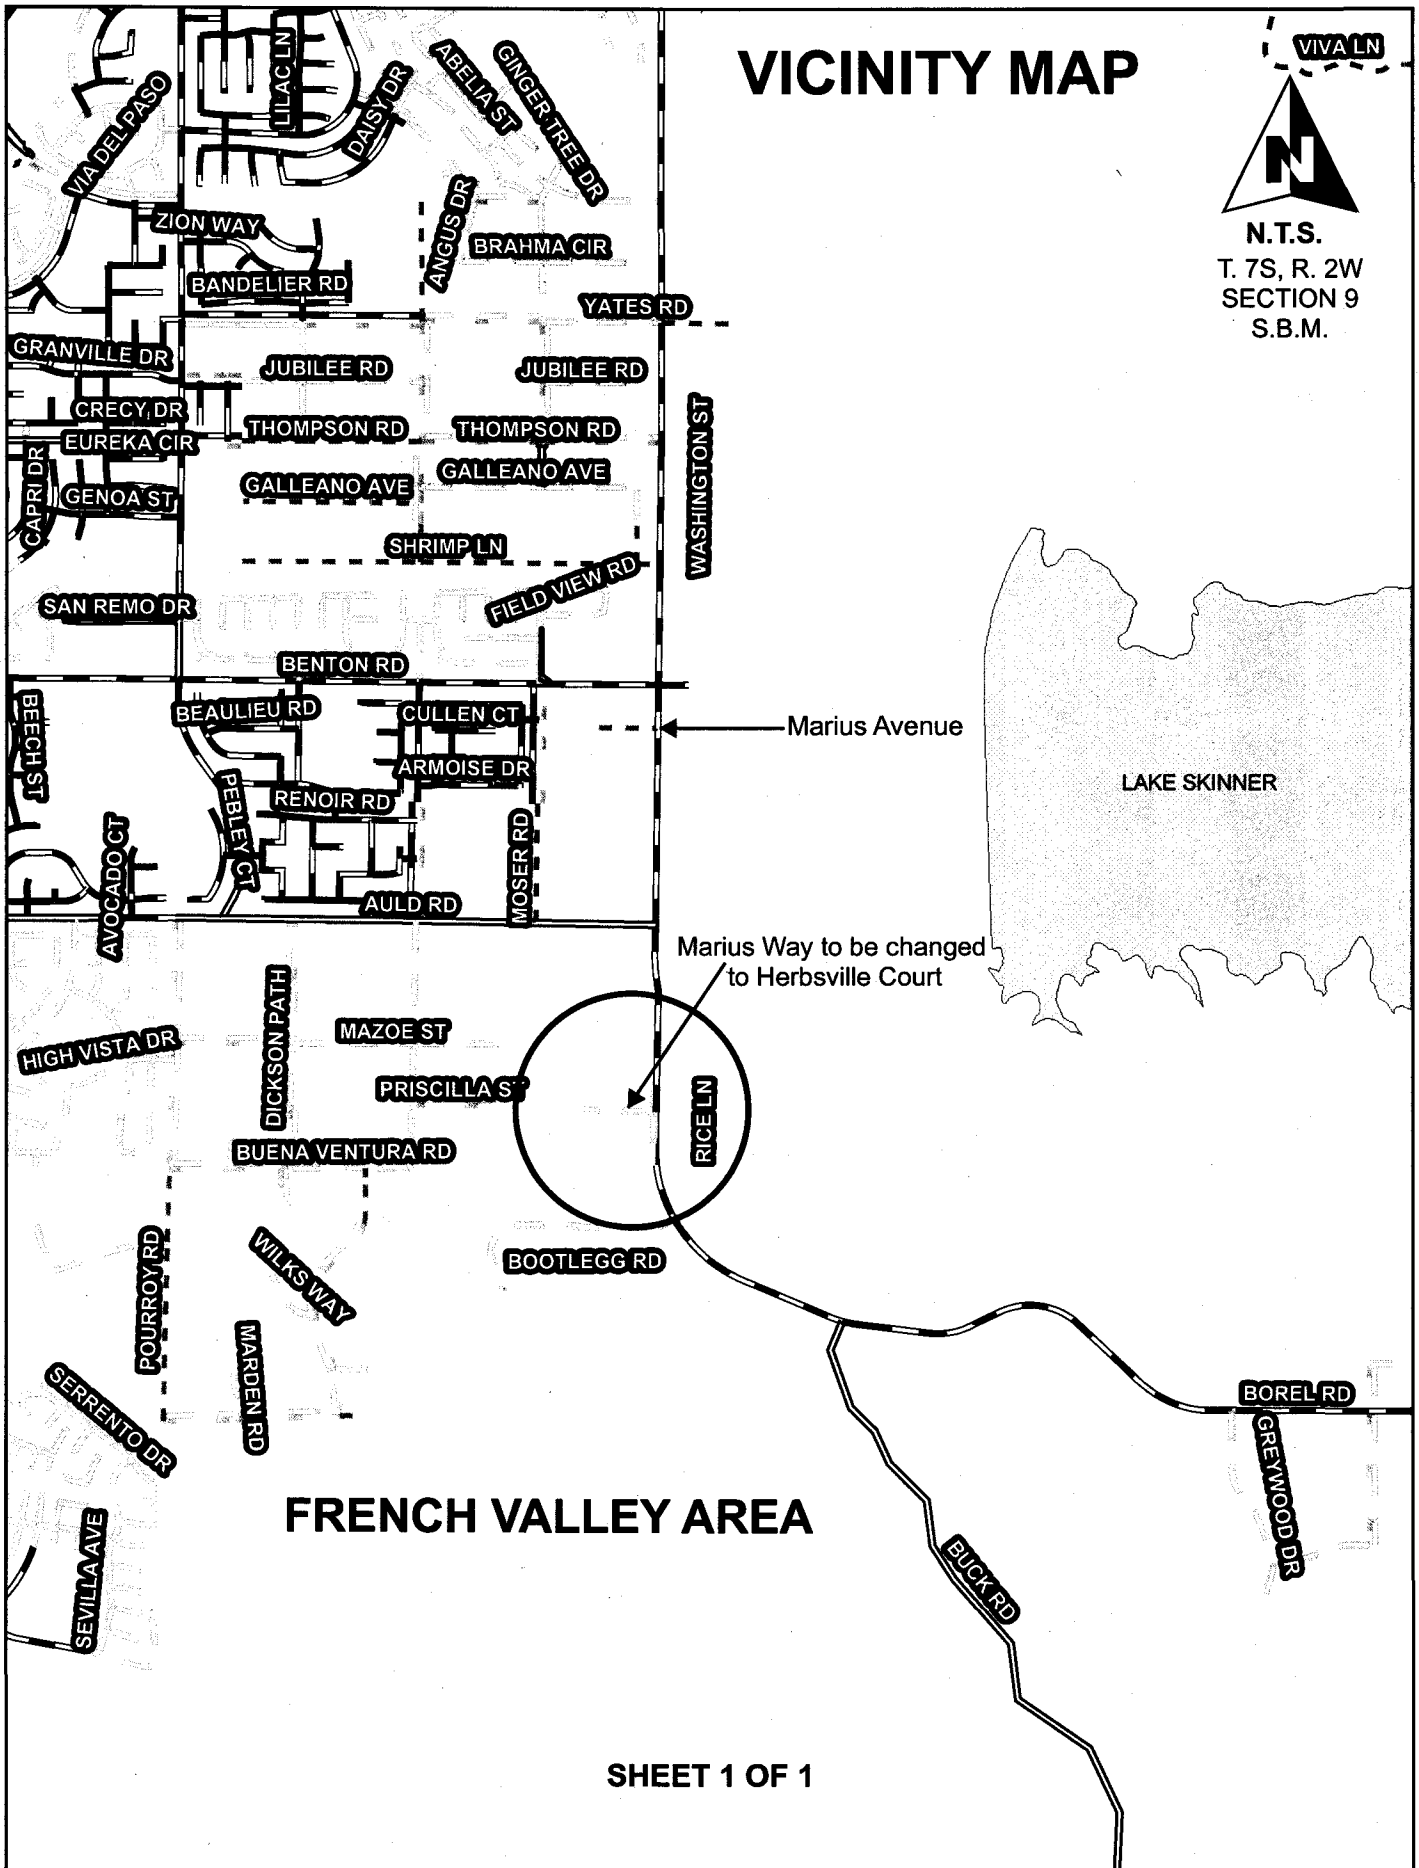 VICINITY MAP
VIVA LN
N
N.T.S.
T. 7S, R. 2W
SECTION 9
S.B.M.
LILAC LN
DAISY DR
ABELIA ST
GINGER TREE DR
VIA DEL PASO
ZION WAY
ANGUS DR
BRAHMA CIR
BANDELIER RD
YATES RD
GRANVILLE DR
JUBILEE RD
JUBILEE RD
CRECY DR
THOMPSON RD
THOMPSON RD
WASHINGTON ST
EUREKA CIR
CAPRI DR
GENOA ST
GALLEANO AVE
GALLEANO AVE
SHRIMP LN
FIELD VIEW RD
SAN REMO DR
BENTON RD
BEECH ST
BEAULIEU RD
CULLEN CT
Marius Avenue
ARMOISE DR
LAKE SKINNER
PEBLEY CT
RENOIR RD
AVOCADO CT
MOSER RD
AULD RD
Marius Way to be changed
to Herbsville Court
DICKSON PATH
MAZOE ST
HIGH VISTA DR
PRISCILLA ST
RICE LN
BUENA VENTURA RD
POURROY RD
WILKS WAY
BOOTLEGG RD
MARDEN RD
SERRENTO DR
BOREL RD
GREYWOOD DR
FRENCH VALLEY AREA
SEVILLA AVE
BUCK RD
SHEET 1 OF 1